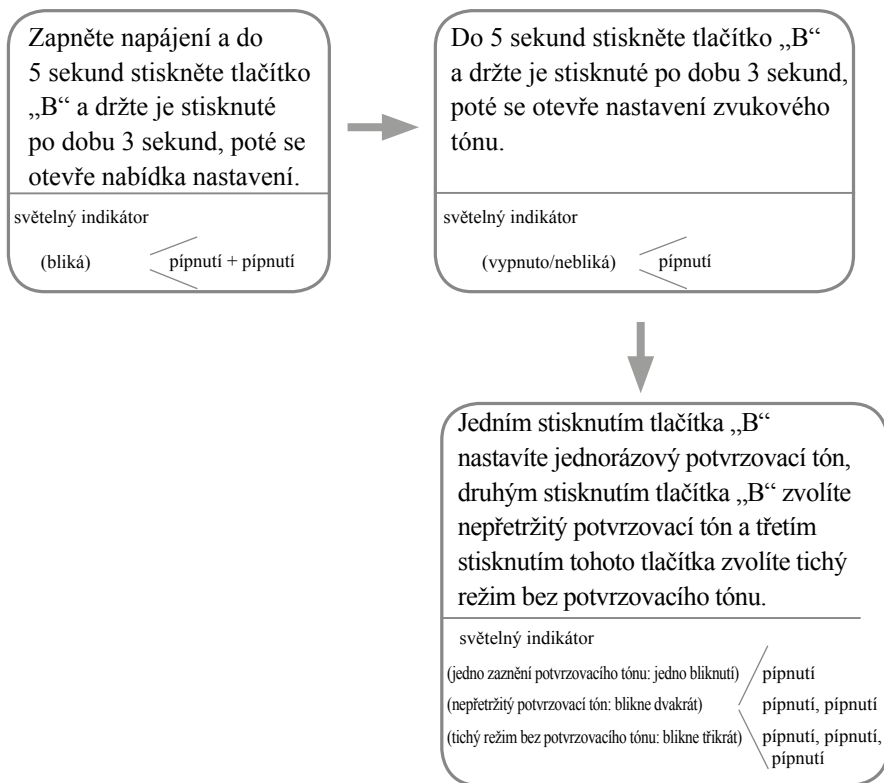 Zapněte napájení a do
5 sekund stiskněte tlačítko
„B“ a držte je stisknuté
po dobu 3 sekund, poté se
otevře nabídka nastavení.
světelný indikátor
(bliká) pípnutí + pípnutí
Do 5 sekund stiskněte tlačítko „B“
a držte je stisknuté po dobu 3 sekund,
poté se otevře nastavení zvukového
tónu.
světelný indikátor
(vypnuto/nebliká) pípnutí
Jedním stisknutím tlačítka „B“
nastavíte jednorázový potvrzovací tón,
druhým stisknutím tlačítka „B“ zvolíte
nepřetržitý potvrzovací tón a třetím
stisknutím tohoto tlačítka zvolíte tichý
režim bez potvrzovacího tónu.
světelný indikátor
(jedno zaznění potvrzovacího tónu: jedno bliknutí) pípnutí
(nepřetržitý potvrzovací tón: blikne dvakrát) pípnutí, pípnutí
(tichý režim bez potvrzovacího tónu: blikne třikrát) pípnutí, pípnutí,
pípnutí